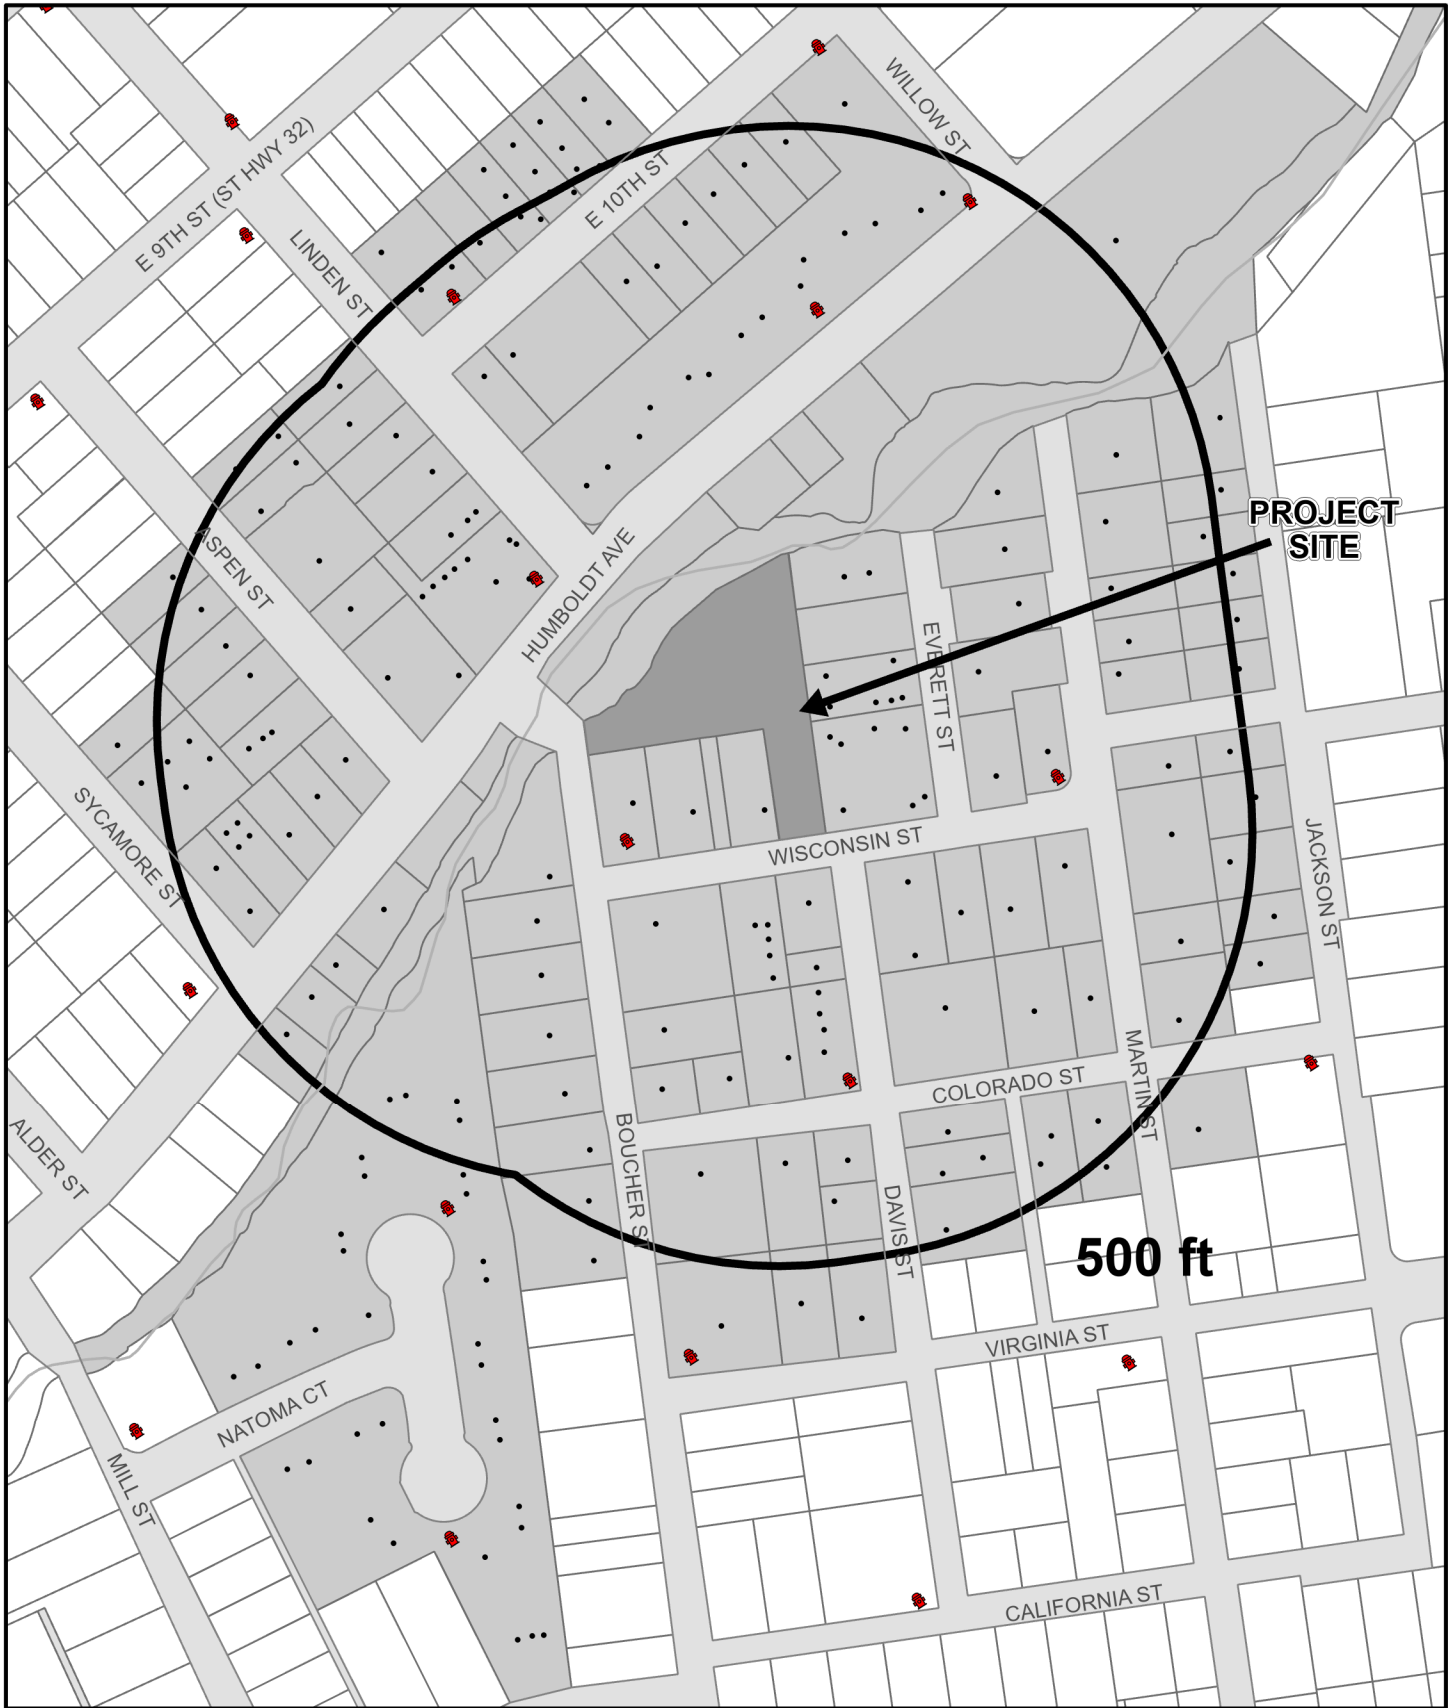 WILLOW ST
E 9TH ST (ST HWY 32)
E 10TH ST
LINDEN ST
PROJECT
SITE
ASPEN ST
HUMBOLDT AVE
EVERETT ST
SYCAMORE ST
WISCONSIN ST
JACKSON ST
MARTIN ST
COLORADO ST
ALDER ST
BOUCHER ST
DAVIS ST
500 ft
VIRGINIA ST
NATOMA CT
MILL ST
CALIFORNIA ST